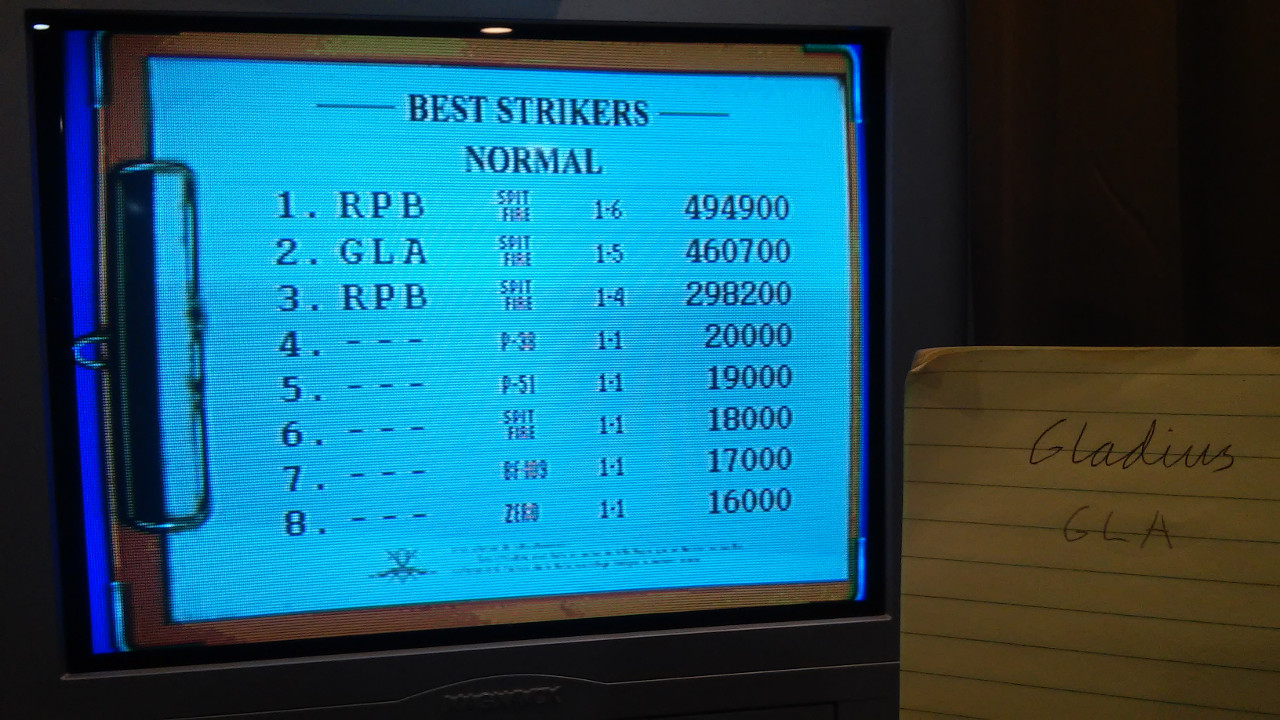 BEST STRIKERS
NORMAL
1. RPB SPIT FIRE 1-6 494900
2. GLA SPIT FIRE 1-5 460700
3. RPB SPIT FIRE 1-4 298200
4. --- P-38 1-1 20000
5. --- P-51 1-1 19000
6. --- SPIT FIRE 1-1 18000
7. --- BF-109 1-1 17000
8. --- ZERO 1-1 16000
Gladius
GLA